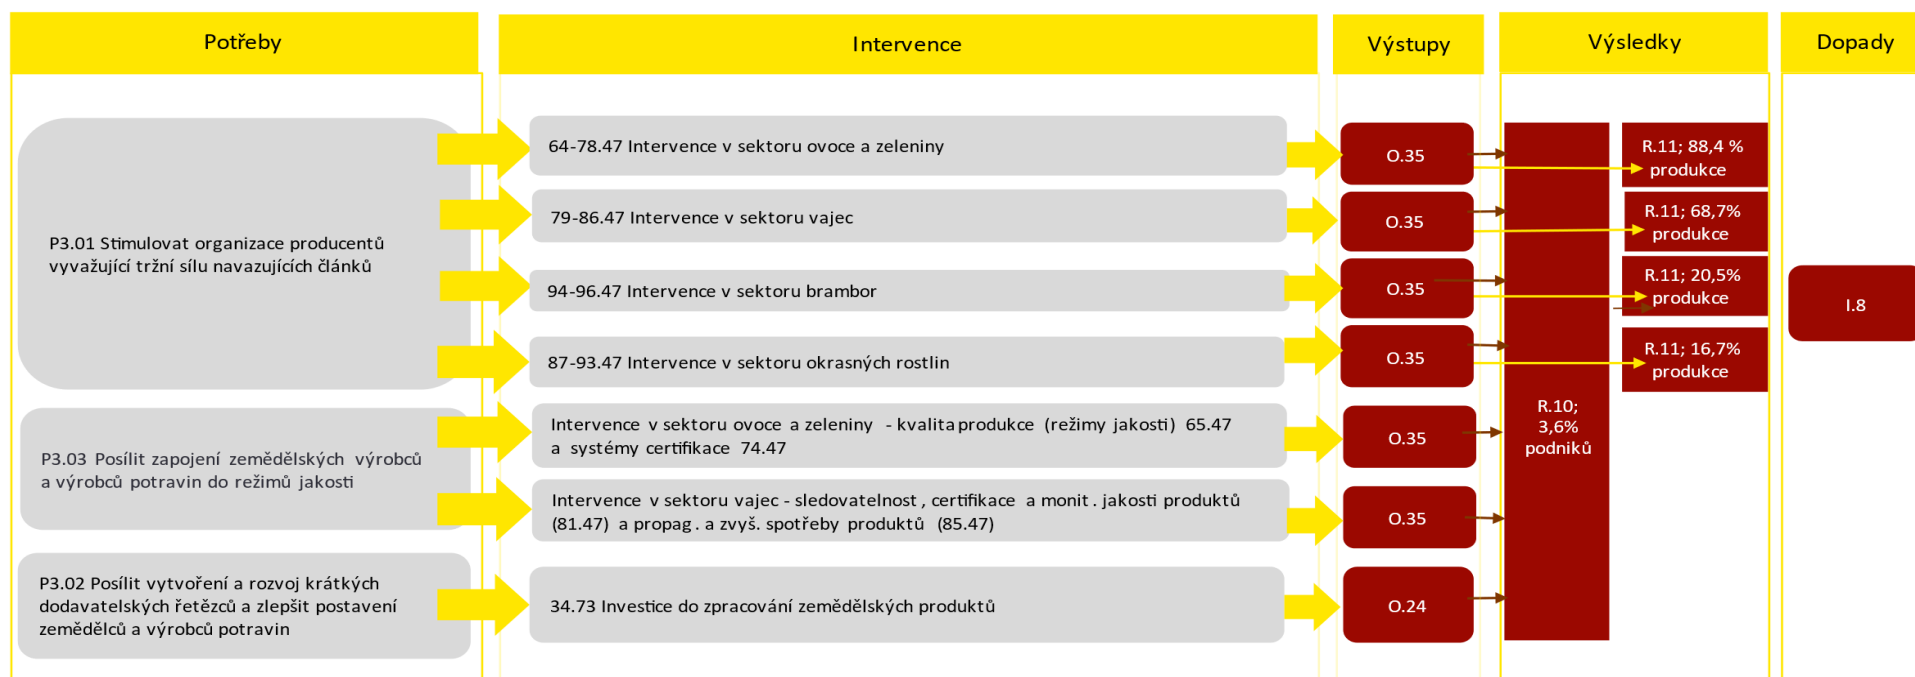 Potřeby
Intervence
Výstupy
Výsledky
Dopady
P3.01 Stimulovat organizace producentů
vyvažující tržní sílu navazujících článků
64-78.47 Intervence v sektoru ovoce a zeleniny
O.35
R.11; 88,4 %
produkce
79-86.47 Intervence v sektoru vajec
O.35
R.11; 68,7%
produkce
94-96.47 Intervence v sektoru brambor
O.35
R.11; 20,5%
produkce
87-93.47 Intervence v sektoru okrasných rostlin
O.35
R.11; 16,7%
produkce
I.8
P3.03 Posílit zapojení zemědělských výrobců
a výrobců potravin do režimů jakosti
Intervence v sektoru ovoce a zeleniny - kvalita produkce (režimy jakosti) 65.47
a systémy certifikace 74.47
O.35
R.10;
3,6%
podniků
Intervence v sektoru vajec - sledovatelnost, certifikace a monit. jakosti produktů
(81.47) a propag. a zvyš. spotřeby produktů (85.47)
O.35
P3.02 Posílit vytvoření a rozvoj krátkých
dodavatelských řetězců a zlepšit postavení
zemědělců a výrobců potravin
34.73 Investice do zpracování zemědělských produktů
O.24